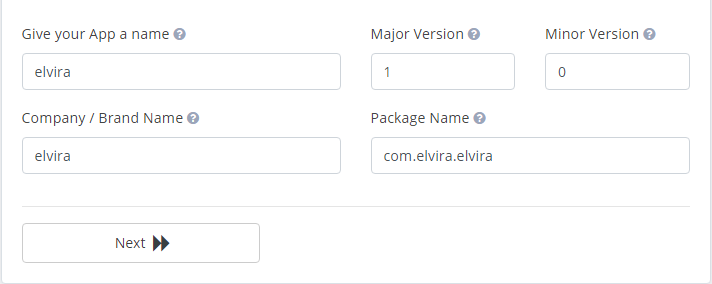 Give your App a name ? Major Version ? Minor Version ?
elvira 1 0
Company / Brand Name ? Package Name ?
elvira com.elvira.elvira
Next